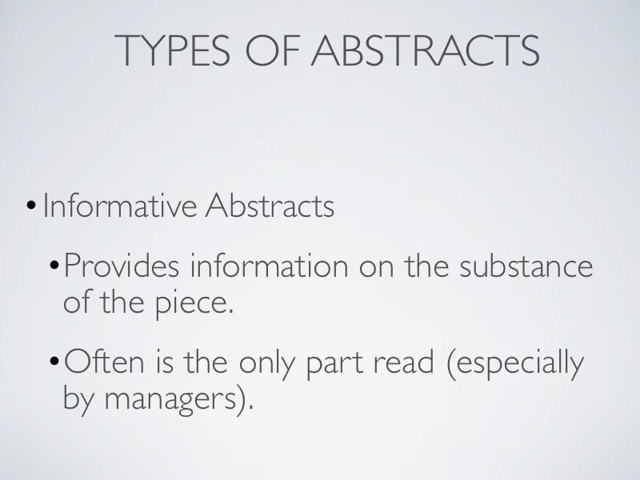 TYPES OF ABSTRACTS
•Informative Abstracts
•Provides information on the substance
of the piece.
•Often is the only part read (especially
by managers).